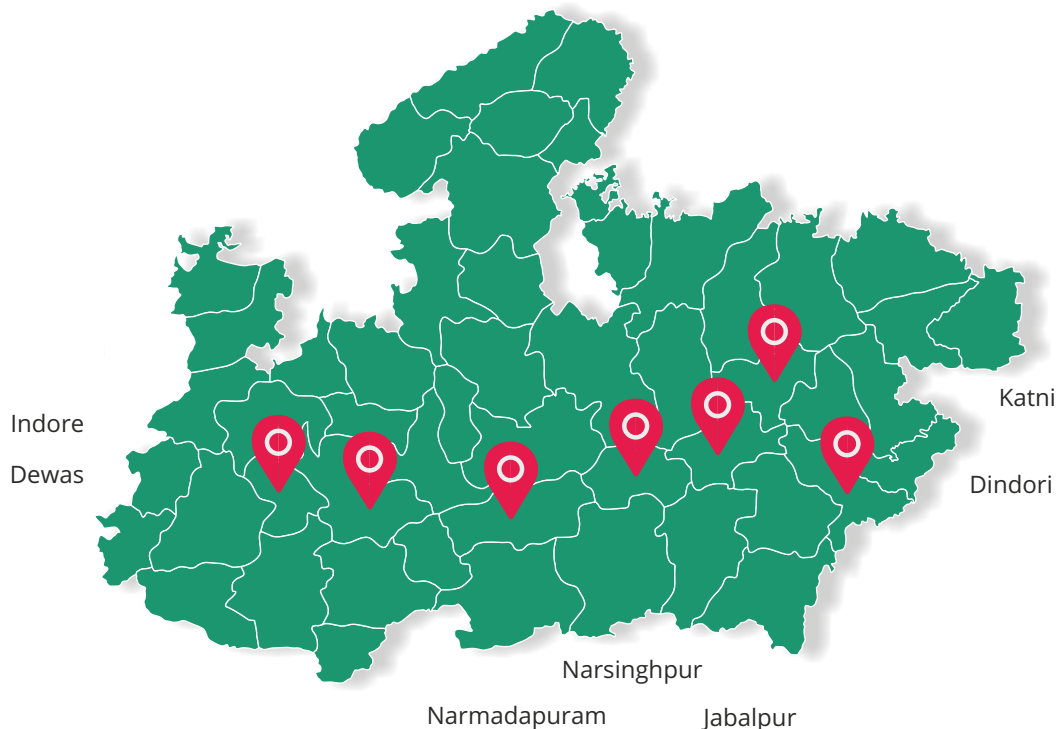 Katni
Indore
Dewas
Dindori
Narsinghpur
Narmadapuram
Jabalpur